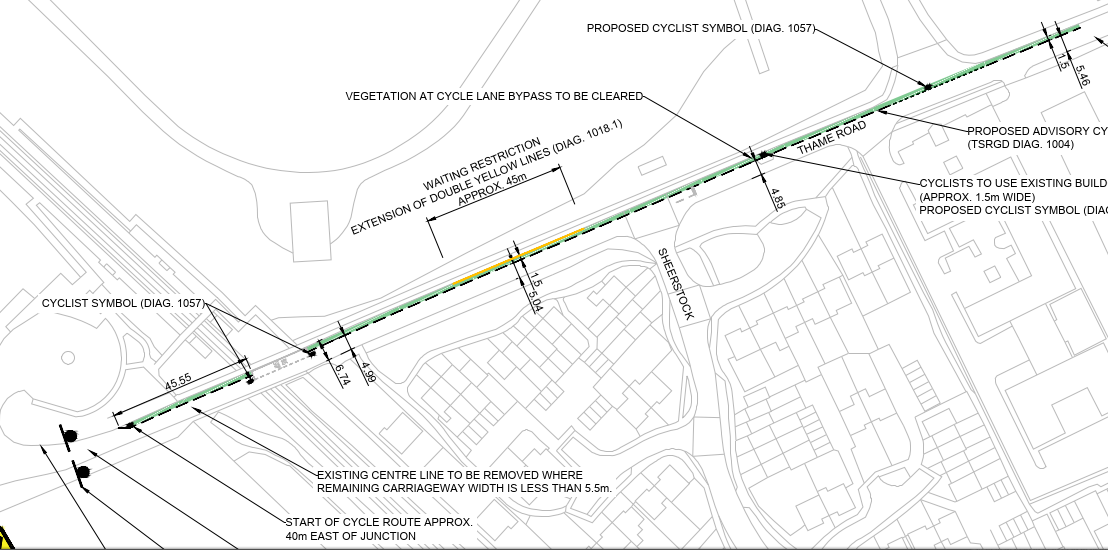 PROPOSED CYCLIST SYMBOL (DIAG. 1057)
1.5
5.46
VEGETATION AT CYCLE LANE BYPASS TO BE CLEARED
THAME ROAD
PROPOSED ADVISORY CY
(TSRGD DIAG. 1004)
WAITING RESTRICTION
EXTENSION OF DOUBLE YELLOW LINES (DIAG. 1018.1)
APPROX. 45m
4.85
CYCLISTS TO USE EXISTING BUILD
(APPROX. 1.5m WIDE)
PROPOSED CYCLIST SYMBOL (DIAG
SHEERSTOCK
1.5
5.04
CYCLIST SYMBOL (DIAG. 1057)
45.55
6.74
4.99
EXISTING CENTRE LINE TO BE REMOVED WHERE
REMAINING CARRIAGEWAY WIDTH IS LESS THAN 5.5m.
START OF CYCLE ROUTE APPROX.
40m EAST OF JUNCTION